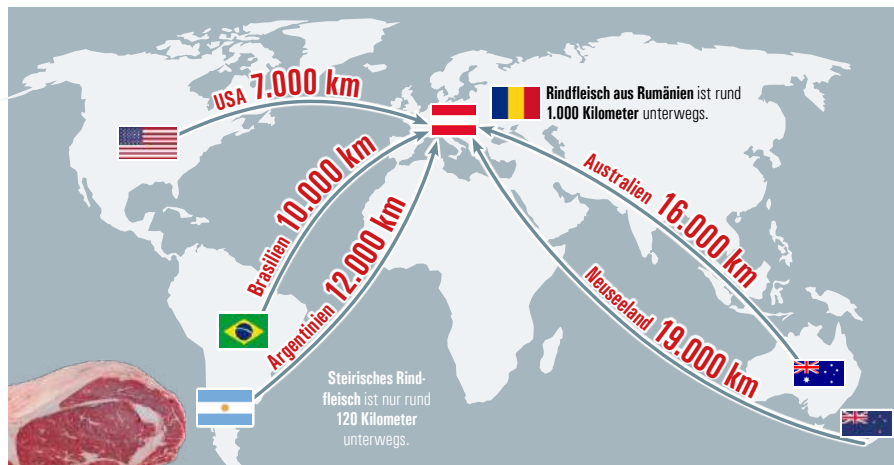 USA 7.000 km
Rindfleisch aus Rumänien ist rund
1.000 Kilometer unterwegs.
Brasilien 10.000 km
Argentinien 12.000 km
Australien 16.000 km
Neuseeland 19.000 km
Steirisches Rind-
fleisch ist nur rund
120 Kilometer
unterwegs.